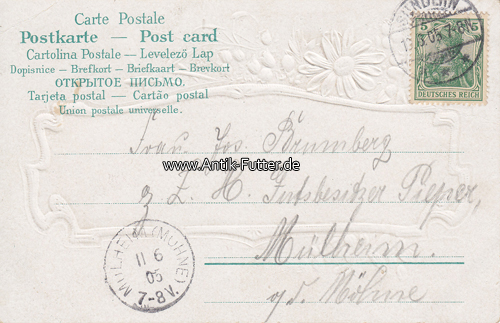 Carte Postale
Postkarte — Post card
Cartolina Postale — Levelező Lap
Dopisnice — Brefkort — Briefkaart — Brevkort
ОТКРЫТОЕ ПИСЬМО.
Tarjeta postal — Cartão postal
Union postale universelle.
DEUTSCHES REICH
Frau Jos. Brumberg
www.Antik-Futter.de
z. H. Gutsbesitzer Pieper,
Mülheim.
a/d. Möhne
MÜLHEIM (MÖHNE)
11 6
05
7-8 V.